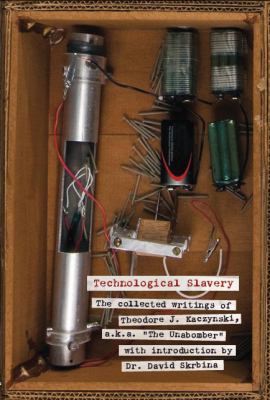 Technological Slavery
The collected writings of
Theodore J. Kaczynski,
a.k.a. "The Unabomber"
with introduction by
Dr. David Skrbina